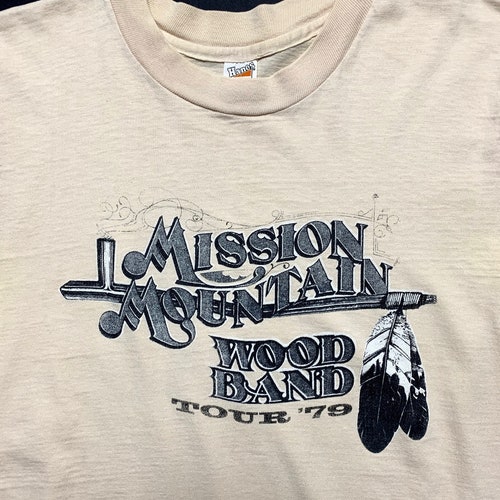 Hanes
MISSION
MOUNTAIN
WOOD
BAND
TOUR '79